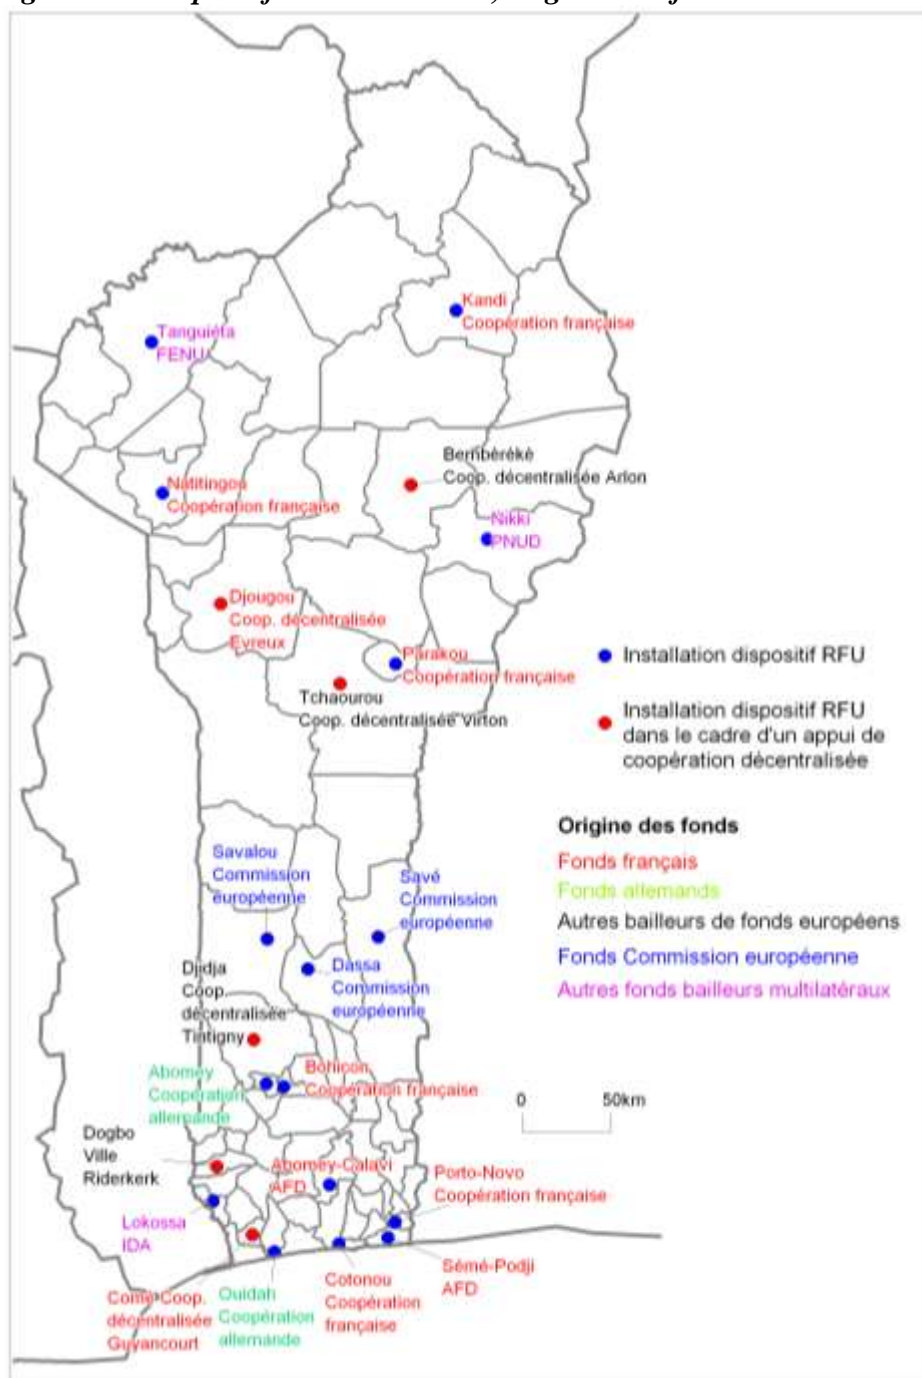 Kandi
Coopération française
Tanguiéta
FENU
Bembèrèkè
Coop. décentralisée Arlon
Natitingou
Coopération française
Nikki
PNUD
Djougou
Coop. décentralisée
Evreux
Parakou
Coopération française
Tchaourou
Coop. décentralisée Virton
Installation dispositif RFU
Installation dispositif RFU
dans le cadre d'un appui de
coopération décentralisée
Origine des fonds
Fonds français
Fonds allemands
Autres bailleurs de fonds européens
Fonds Commission européenne
Autres fonds bailleurs multilatéraux
Savalou
Commission
européenne
Savé
Commission
européenne
Dassa
Commission
européenne
Djidja
Coop.
décentralisée
Tintigny
Abomey
Coopération
allemande
Bohicon
Coopération française
0 50km
Dogbo
Ville
Riderkerk
Abomey-Calavi
AFD
Porto-Novo
Coopération française
Lokossa
IDA
Sèmè-Podji
AFD
Comè Coop.
décentralisée
Guyancourt
Ouidah
Coopération
allemande
Cotonou
Coopération
française